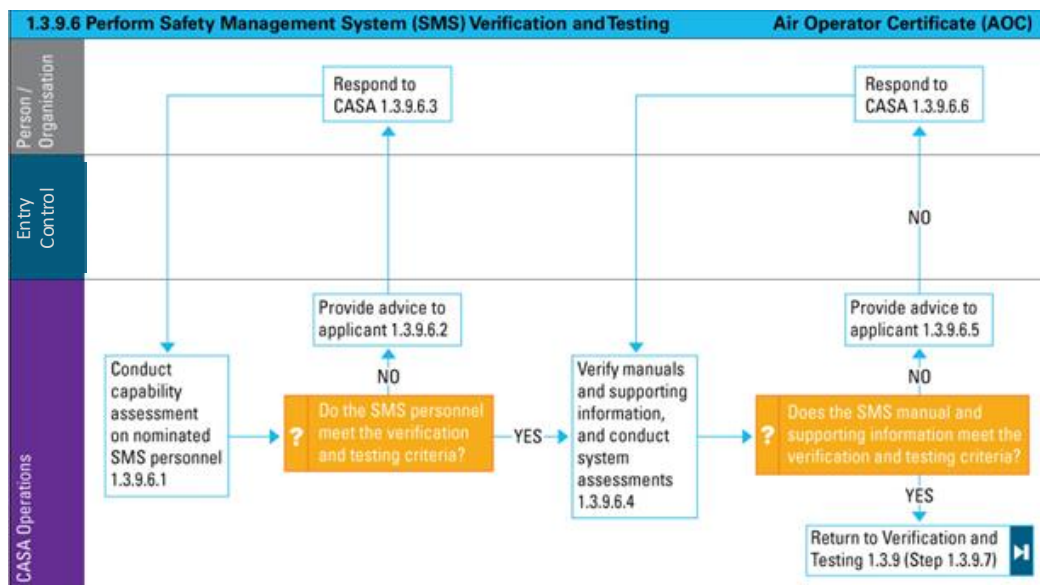 1.3.9.6 Perform Safety Management System (SMS) Verification and Testing
Air Operator Certificate (AOC)
Person /
Organisation
Respond to
CASA 1.3.9.6.3
Respond to
CASA 1.3.9.6.6
Entry
Control
NO
CASA Operations
Provide advice to
applicant 1.3.9.6.2
Provide advice to
applicant 1.3.9.6.5
Conduct
capability
assessment
on nominated
SMS personnel
1.3.9.6.1
NO
? Do the SMS personnel
meet the verification
and testing criteria?
YES
Verify manuals
and supporting
information,
and conduct
system
assessments
1.3.9.6.4
NO
? Does the SMS manual and
supporting information meet the
verification and testing criteria?
YES
Return to Verification and
Testing 1.3.9 (Step 1.3.9.7)